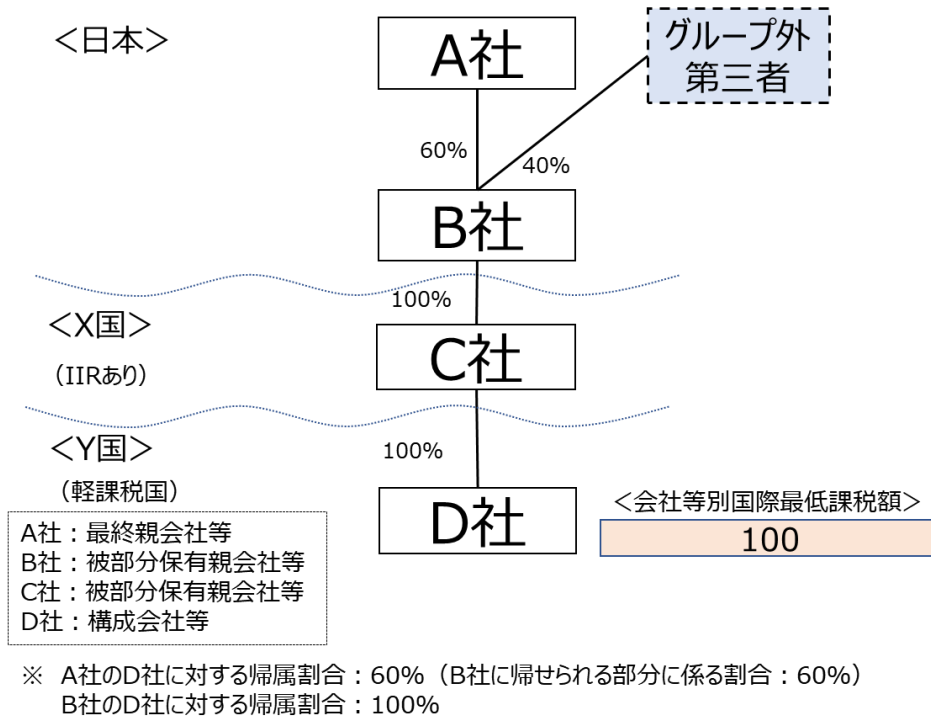 ＜日本＞
A社
グループ外
第三者
60%
40%
B社
100%
＜X国＞
（IIRあり）
C社
＜Y国＞
（軽課税国）
100%
D社
＜会社等別国際最低課税額＞
100
A社：最終親会社等
B社：被部分保有親会社等
C社：被部分保有親会社等
D社：構成会社等
※ A社のD社に対する帰属割合：60%（B社に帰せられる部分に係る割合：60%）
B社のD社に対する帰属割合：100%